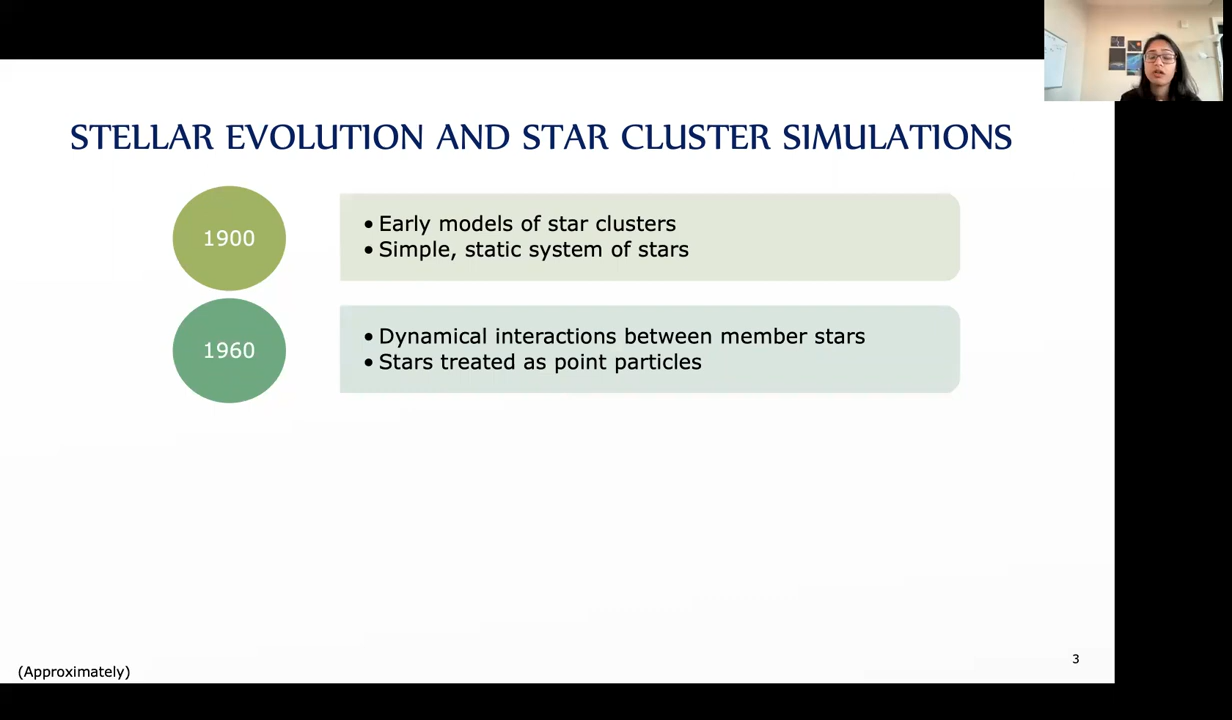 STELLAR EVOLUTION AND STAR CLUSTER SIMULATIONS
1900
• Early models of star clusters
• Simple, static system of stars
1960
• Dynamical interactions between member stars
• Stars treated as point particles
3
(Approximately)